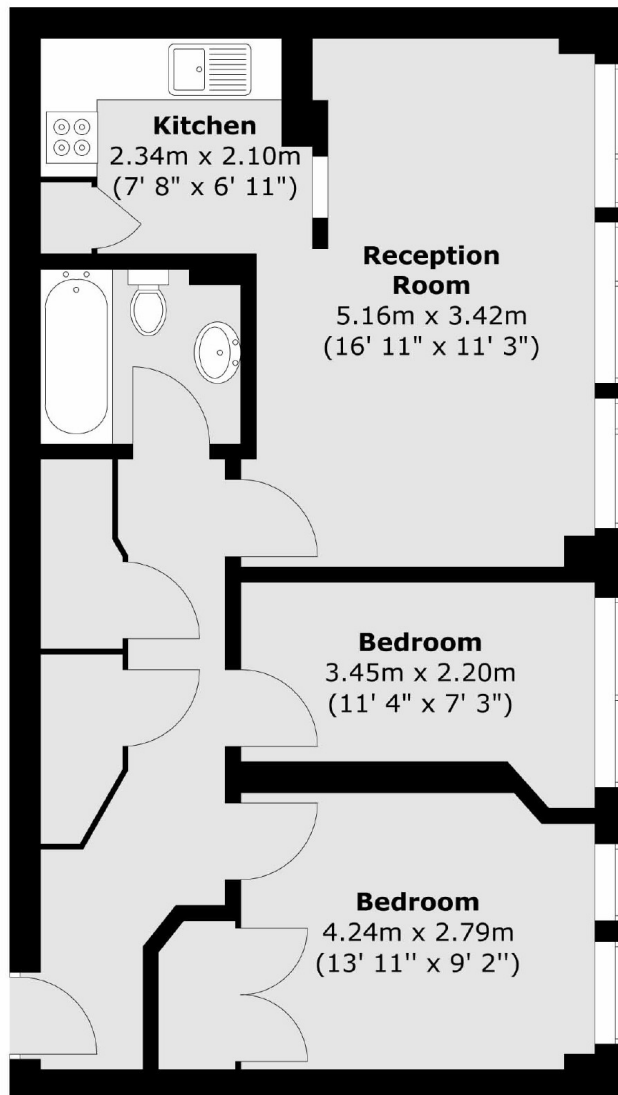 Kitchen
2.34m x 2.10m
(7' 8" x 6' 11")
Reception
Room
5.16m x 3.42m
(16' 11" x 11' 3")
Bedroom
3.45m x 2.20m
(11' 4" x 7' 3")
Bedroom
4.24m x 2.79m
(13' 11'' x 9' 2'')